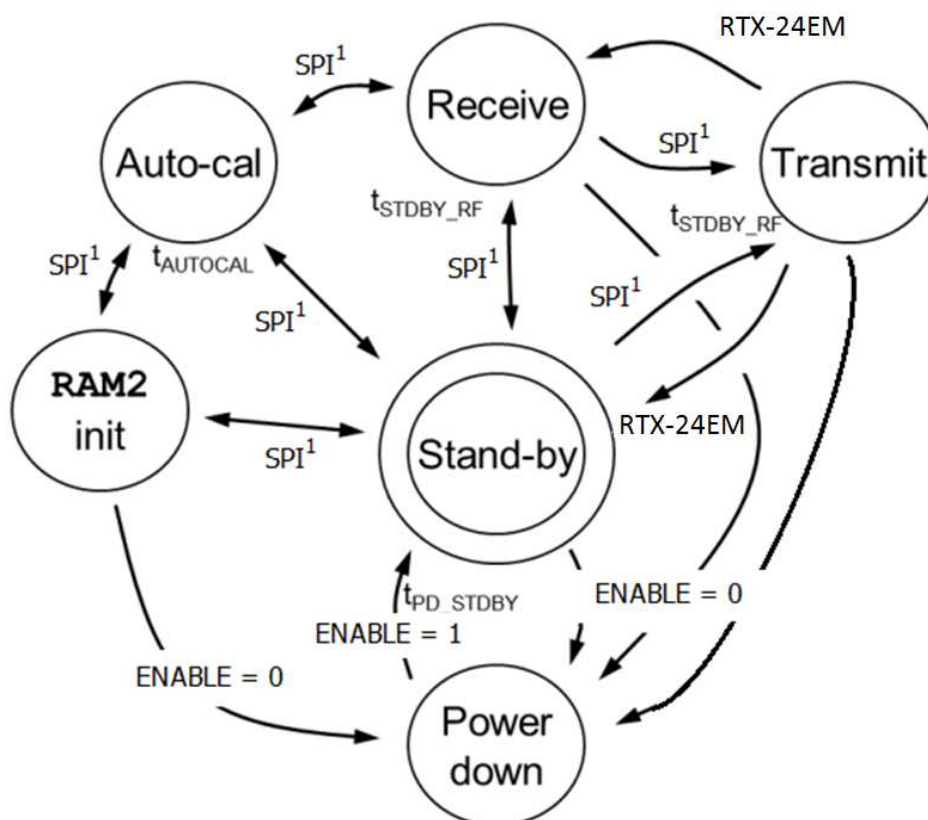 RTX-24EM
SPI¹
Receive
SPI¹
Auto-cal
Transmit
tSTDBY_RF
tSTDBY_RF
SPI¹
tAUTOCAL
SPI¹
SPI¹
SPI¹
RAM2
init
RTX-24EM
SPI¹
Stand-by
tPD_STDBY
ENABLE = 0
ENABLE = 1
ENABLE = 0
Power
down